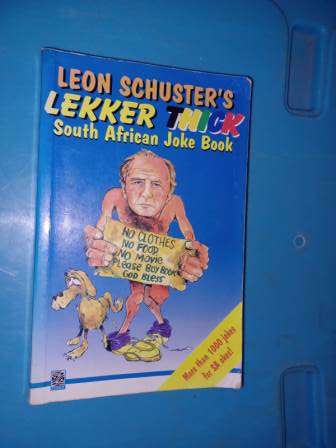 LEON SCHUSTER'S
LEKKER THICK
South African Joke Book
NO CLOTHES
NO FOOD
NO MOVIE
PLEASE BUY BOOK
GOD BLESS
More than 1000 jokes
for SA okes!